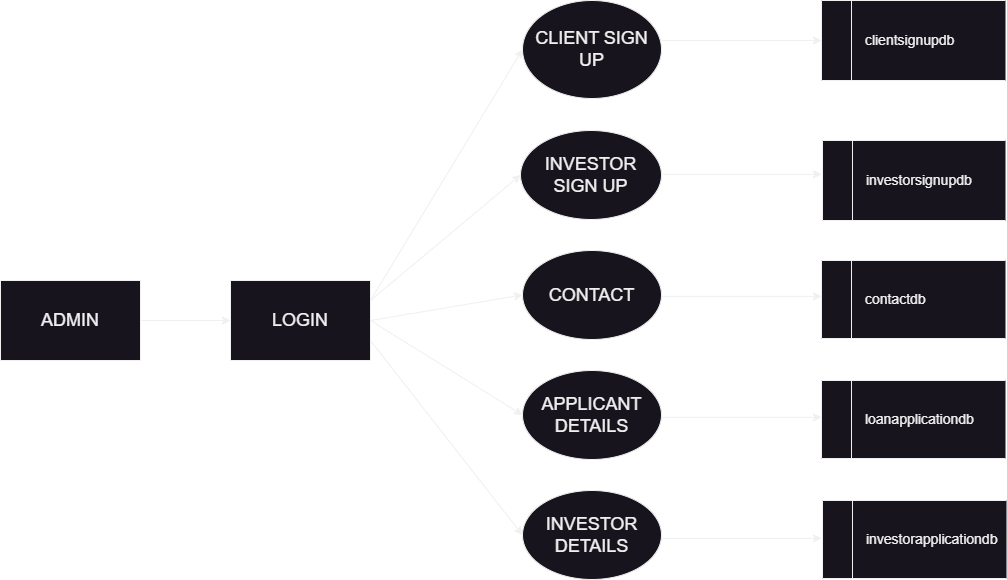 CLIENT SIGN
UP
clientsignupdb
INVESTOR
SIGN UP
investorsignupdb
ADMIN
LOGIN
CONTACT
contactdb
APPLICANT
DETAILS
loanapplicationdb
INVESTOR
DETAILS
investorapplicationdb